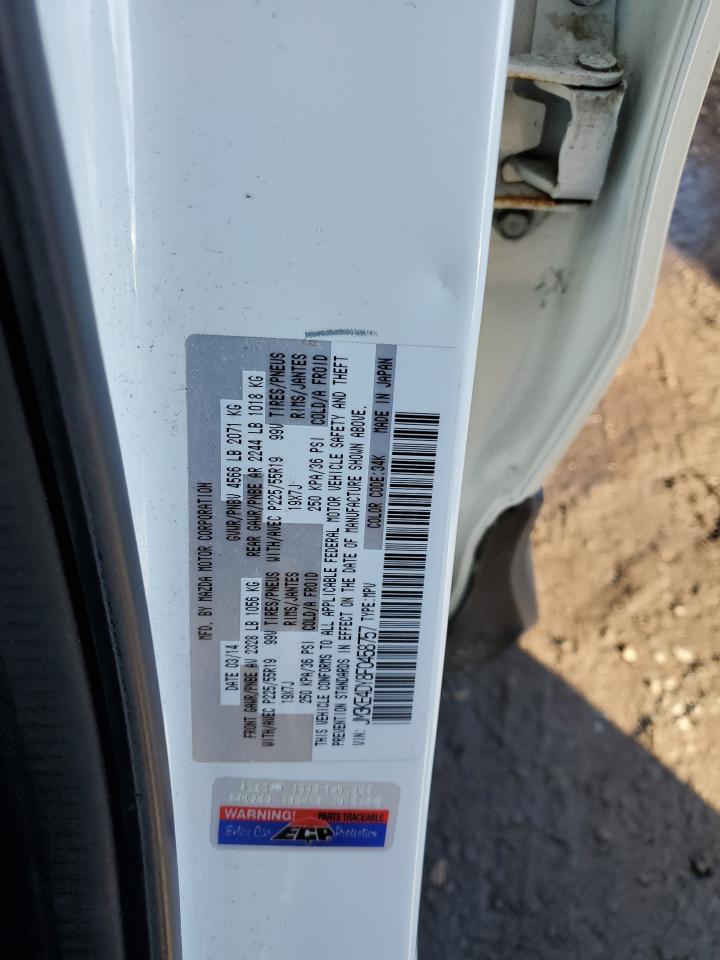 MFD. BY MAZDA MOTOR CORPORATION
DATE 03/14 GVWR/PNBV 4566 LB 2071 KG
FRONT GAWR/PNBE AV 2328 LB 1056 KG REAR GAWR/PNBE AR 2244 LB 1018 KG
WITH/AVEC P225/55R19 99V TIRES/PNEUS WITH/AVEC P225/55R19 99V TIRES/PNEUS
19X7J RIMS/JANTES 19X7J RIMS/JANTES
250 KPA/36 PSI COLD/A FROID 250 KPA/36 PSI COLD/A FROID
THIS VEHICLE CONFORMS TO ALL APPLICABLE FEDERAL MOTOR VEHICLE SAFETY AND THEFT
PREVENTION STANDARDS IN EFFECT ON THE DATE OF MANUFACTURE SHOWN ABOVE.
VIN: JM3KE4DY8F0458757 TYPE:MPV COLOR CODE:34K MADE IN JAPAN
WARNING! PARTS TRACEABLE
Entire Car ECP Protection